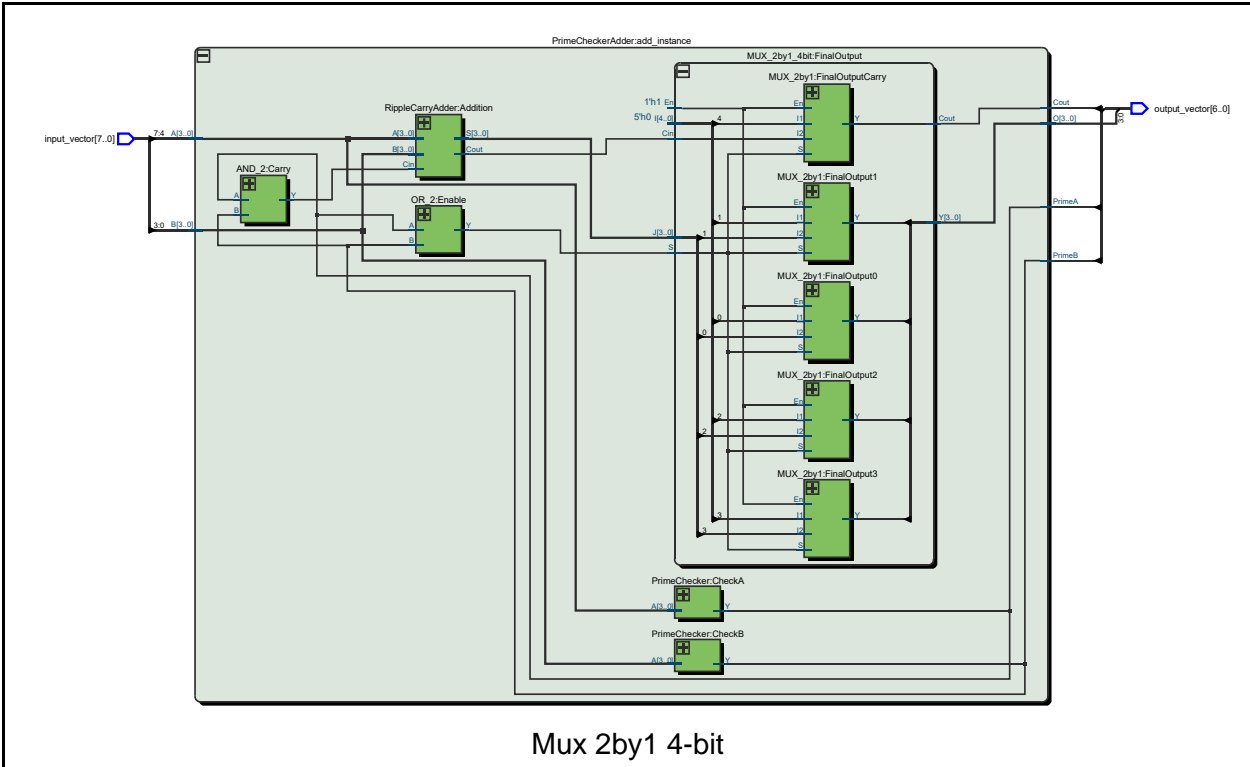 PrimeCheckerAdder:add_instance
MUX_2by1_4bit:FinalOutput
MUX_2by1:FinalOutputCarry
1'h1 En
En
Cout
output_vector[6..0]
RippleCarryAdder:Addition
5'h0 I[4..0]
4
I1
Y
Cout
O[3..0]
3:0
input_vector[7..0]
7:4
A[3..0]
A[3..0]
S[3..0]
Cin
I2
B[3..0]
Cout
S
AND_2:Carry
Cin
MUX_2by1:FinalOutput1
A
Y
OR_2:Enable
En
PrimeA
B
3:0
B[3..0]
A
Y
1
I1
Y
Y[3..0]
B
J[3..0]
1
I2
S
S
PrimeB
MUX_2by1:FinalOutput0
En
0
I1
Y
0
I2
S
MUX_2by1:FinalOutput2
En
2
I1
Y
2
I2
S
MUX_2by1:FinalOutput3
En
3
I1
Y
3
I2
S
PrimeChecker:CheckA
A[3..0]
Y
PrimeChecker:CheckB
A[3..0]
Y
Mux 2by1 4-bit